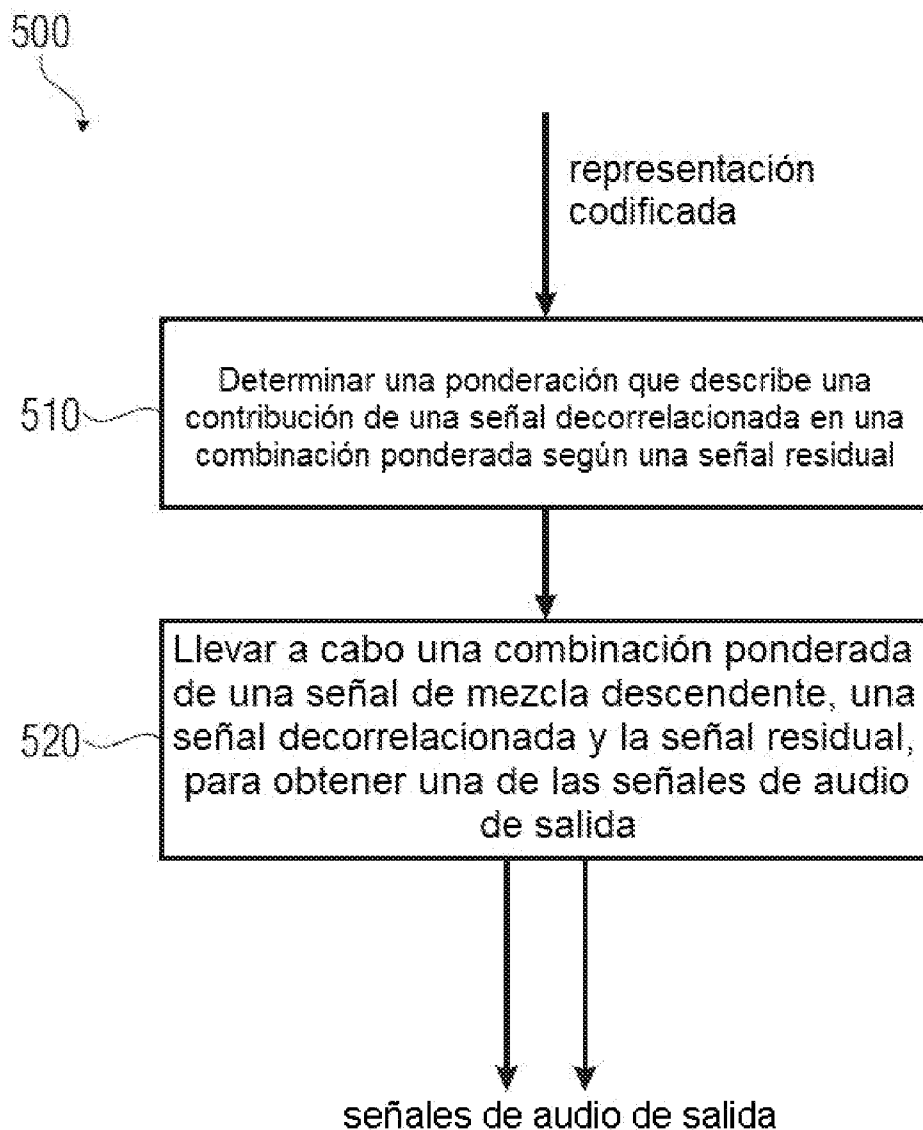 500
representación
codificada
Determinar una ponderación que describe una
contribución de una señal decorrelacionada en una
combinación ponderada según una señal residual
510
Llevar a cabo una combinación ponderada
de una señal de mezcla descendente, una
señal decorrelacionada y la señal residual,
para obtener una de las señales de audio
de salida
520
señales de audio de salida